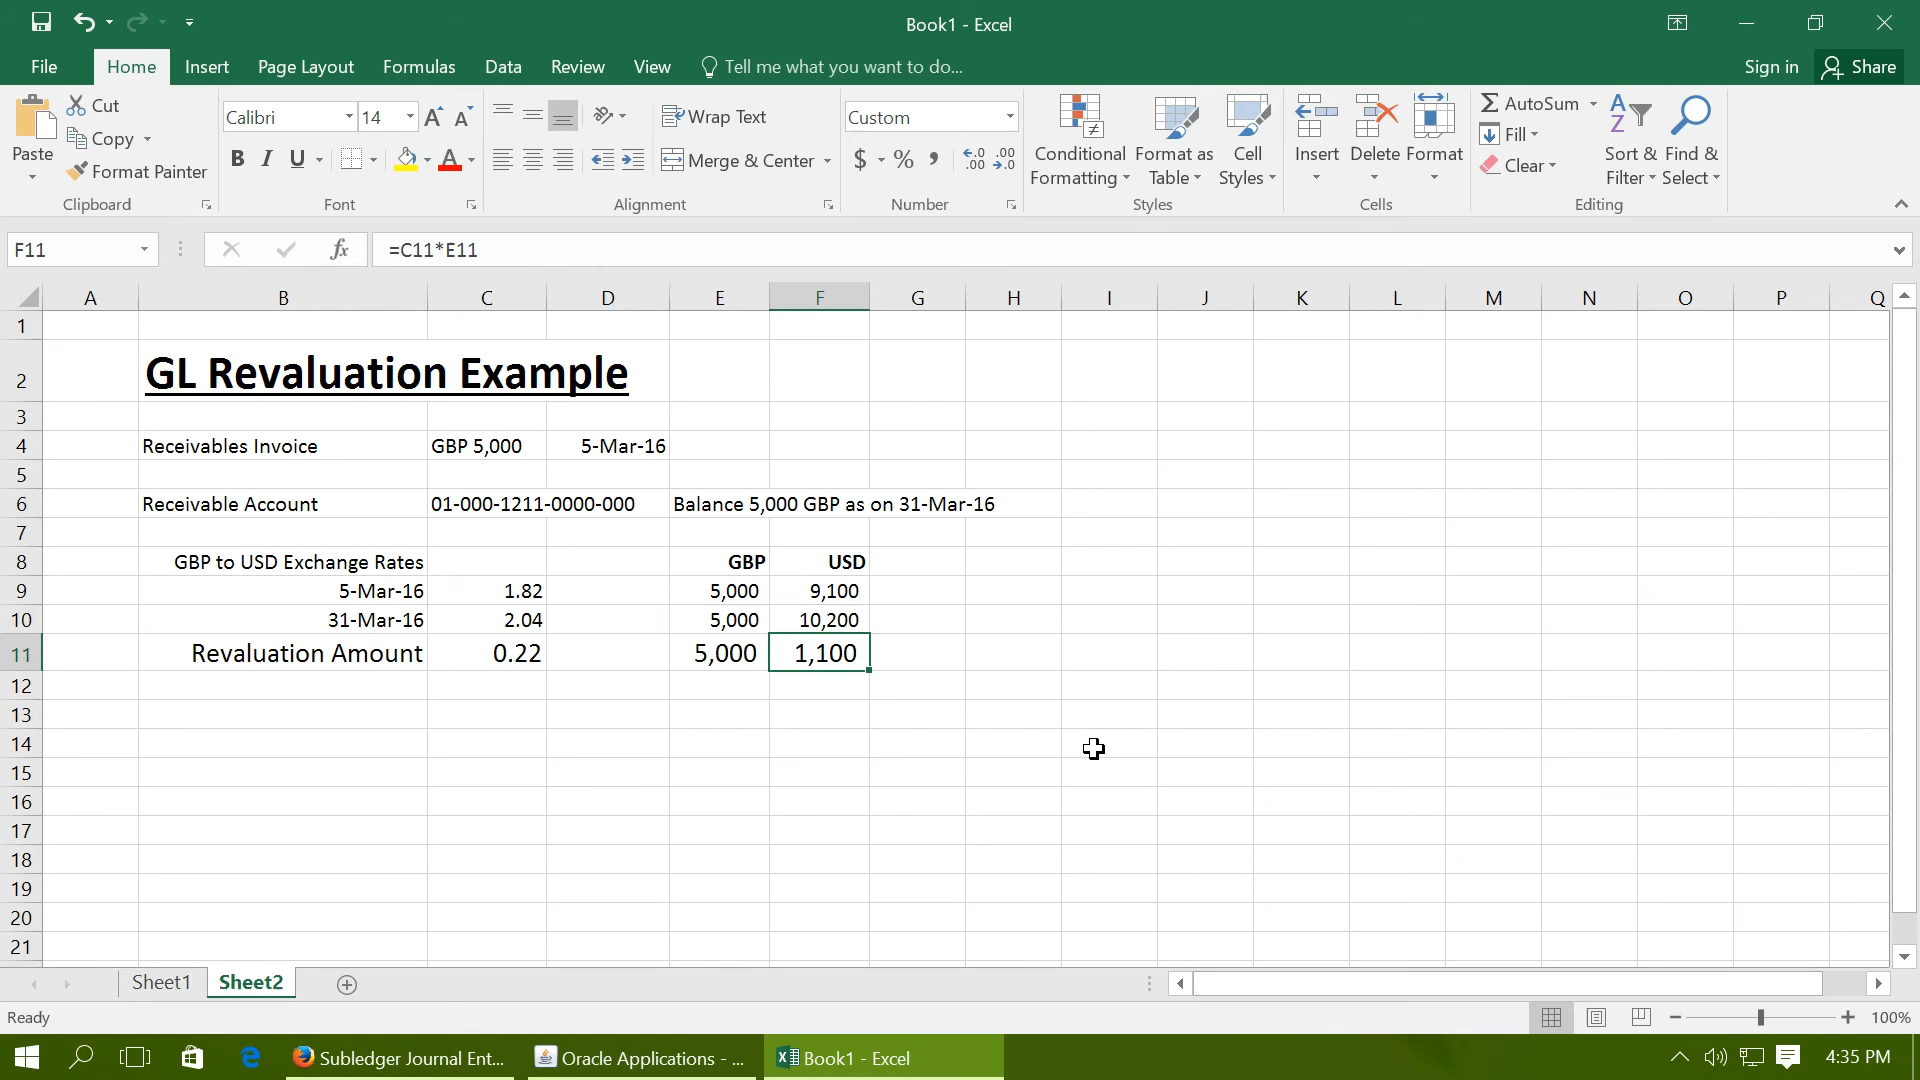 Book1 - Excel
File Home Insert Page Layout Formulas Data Review View Tell me what you want to do... Sign in Share
Paste Cut Copy Format Painter Clipboard
Calibri 14 A A B I U A Font
Wrap Text Merge & Center Alignment
Custom $ % , .00 .0 .00 .0 Number
Conditional Formatting Format as Table Cell Styles Styles
Insert Delete Format Cells
AutoSum Fill Clear Sort & Filter Find & Select Editing
F11 fx =C11*E11
A B C D E F G H I J K L M N O P Q
1
2 GL Revaluation Example
3
4 Receivables Invoice GBP 5,000 5-Mar-16
5
6 Receivable Account 01-000-1211-0000-000 Balance 5,000 GBP as on 31-Mar-16
7
8 GBP to USD Exchange Rates GBP USD
9 5-Mar-16 1.82 5,000 9,100
10 31-Mar-16 2.04 5,000 10,200
11 Revaluation Amount 0.22 5,000 1,100
12
13
14
15
16
17
18
19
20
21
Sheet1 Sheet2
Ready 100%
Subledger Journal Ent... Oracle Applications - ... Book1 - Excel 4:35 PM